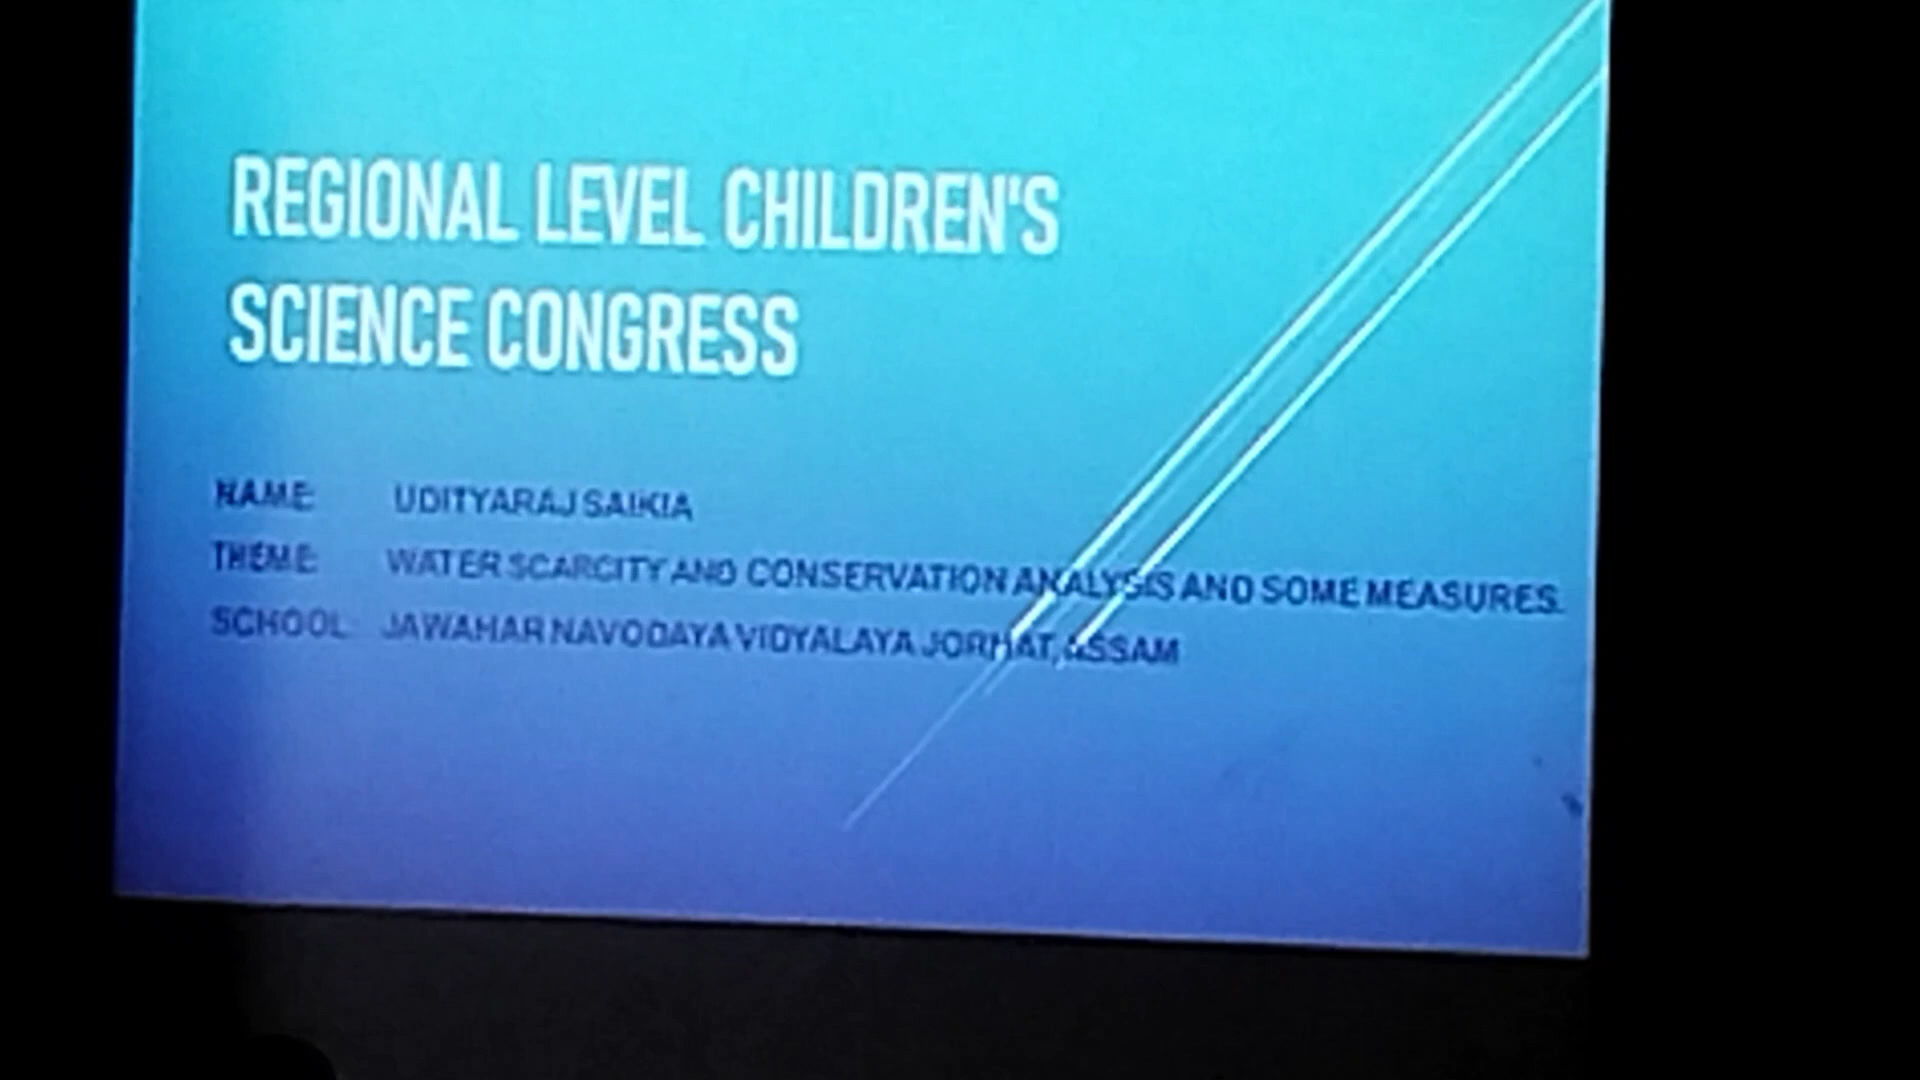 REGIONAL LEVEL CHILDREN'S
SCIENCE CONGRESS
NAME: UDITYARAJ SAIKIA
THEME: WATER SCARCITY AND CONSERVATION ANALYSIS AND SOME MEASURES.
SCHOOL: JAWAHAR NAVODAYA VIDYALAYA JORHAT, ASSAM